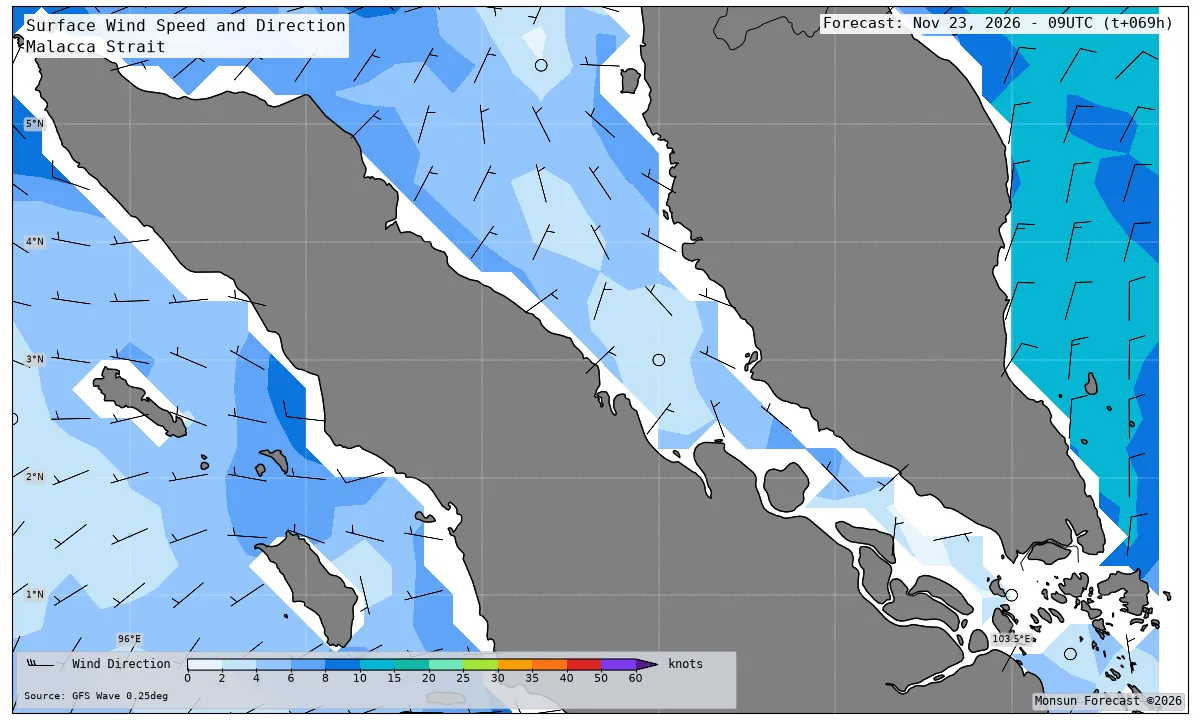 Surface Wind Speed and Direction
Malacca Strait
Forecast: Nov 23, 2026 - 09UTC (t+069h)
5°N
4°N
3°N
2°N
1°N
96°E
103.5°E
Wind Direction
0 2 4 6 8 10 15 20 25 30 35 40 50 60
knots
Source: GFS Wave 0.25deg
Monsun Forecast ©2026